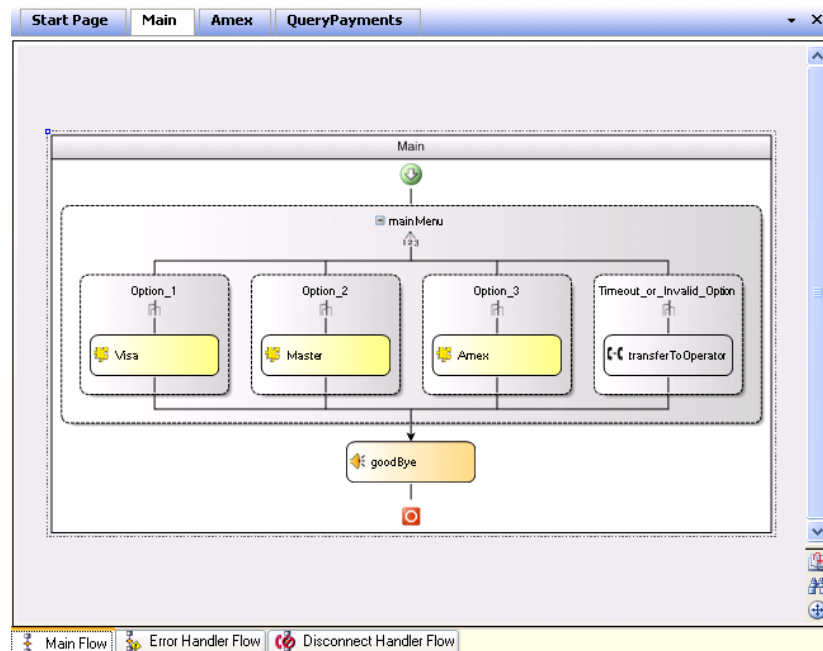 Start Page Main Amex QueryPayments
Main
mainMenu
123
Option_1 Option_2 Option_3 Timeout_or_Invalid_Option
Visa Master Amex transferToOperator
goodBye
Main Flow Error Handler Flow Disconnect Handler Flow